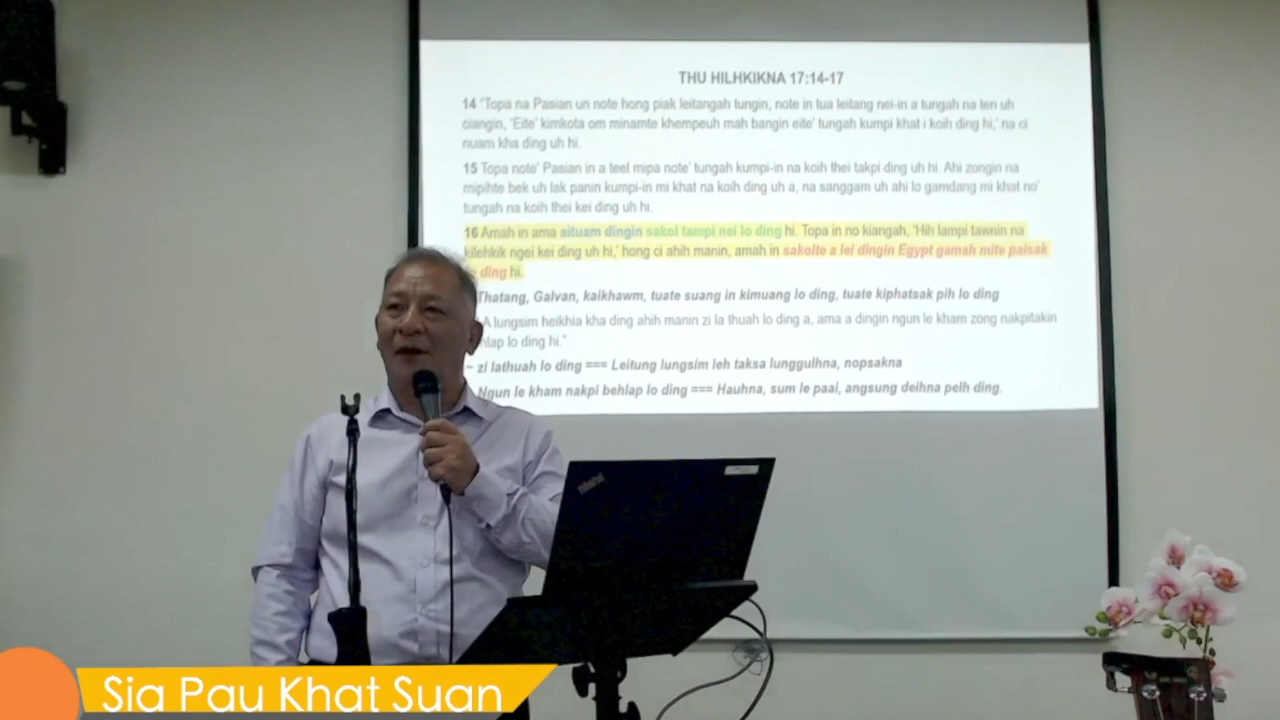 THU HILHKIKNA 17:14-17
14 “Topa na Pasian un note hong piak leitangah tungin, note in tua leitang nei-in a tungah na ten uh
ciangin, ‘Eite’ kimkota om minamte khempeuh mah bangin eite’ tungah kumpi khat i koih ding hi,’ na ci
nuam kha ding uh hi.
15 Topa note’ Pasian in a teel mipa note’ tungah kumpi-in na koih thei takpi ding uh hi. Ahi zongin na
mipihte bek uh lak panin kumpi-in mi khat na koih ding uh a, na sanggam uh ahi lo gamdang mi khat no’
tungah na koih thei kei ding uh hi.
16 Amah in ama aituam dingin sakol tampi nei lo ding hi. Topa in no kiangah, ‘Hih lampi tawnin na
kilehkik ngei kei ding uh hi,’ hong ci ahih manin, amah in sakolte a lei dingin Egypt gamah mite paisak
ding hi.
Thatang, Galvan, kaikhawm, tuate suang in kimuang lo ding, tuate kiphatsak pih lo ding
A lungsim heikhia kha ding ahih manin zi la thuah lo ding a, ama a dingin ngun le kham zong nakpitakin
lo ding hi.”
~ zi lathuah lo ding === Leitung lungsim leh taksa lunggulhna, nopsakna
Ngun le kham nakpi behlap lo ding === Hauhna, sum le paai, angsung deihna pelh ding.
ThinkPad
Sia Pau Khat Suan